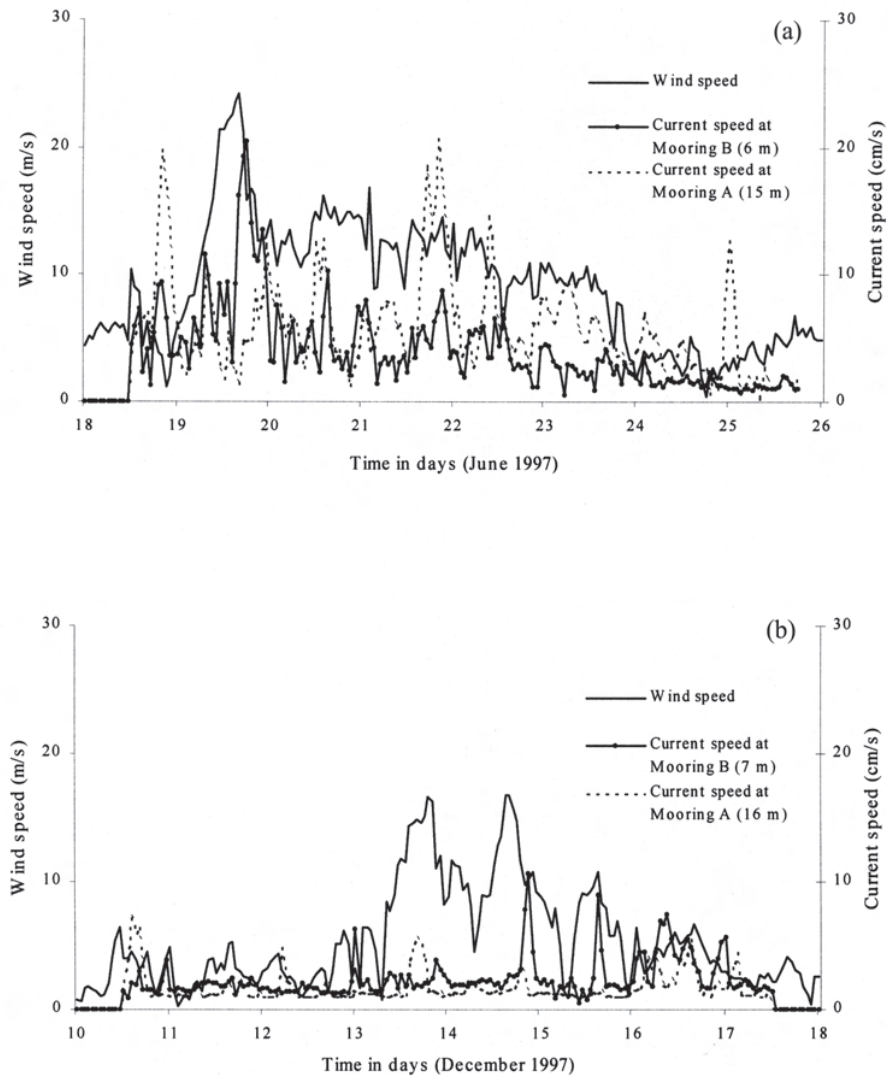 (a)
30
20
10
0
Wind speed (m/s)
30
20
10
0
Current speed (cm/s)
Wind speed
Current speed at
Mooring B (6 m)
Current speed at
Mooring A (15 m)
18 19 20 21 22 23 24 25 26
Time in days (June 1997)
(b)
30
20
10
0
Wind speed (m/s)
30
20
10
0
Current speed (cm/s)
Wind speed
Current speed at
Mooring B (7 m)
Current speed at
Mooring A (16 m)
10 11 12 13 14 15 16 17 18
Time in days (December 1997)